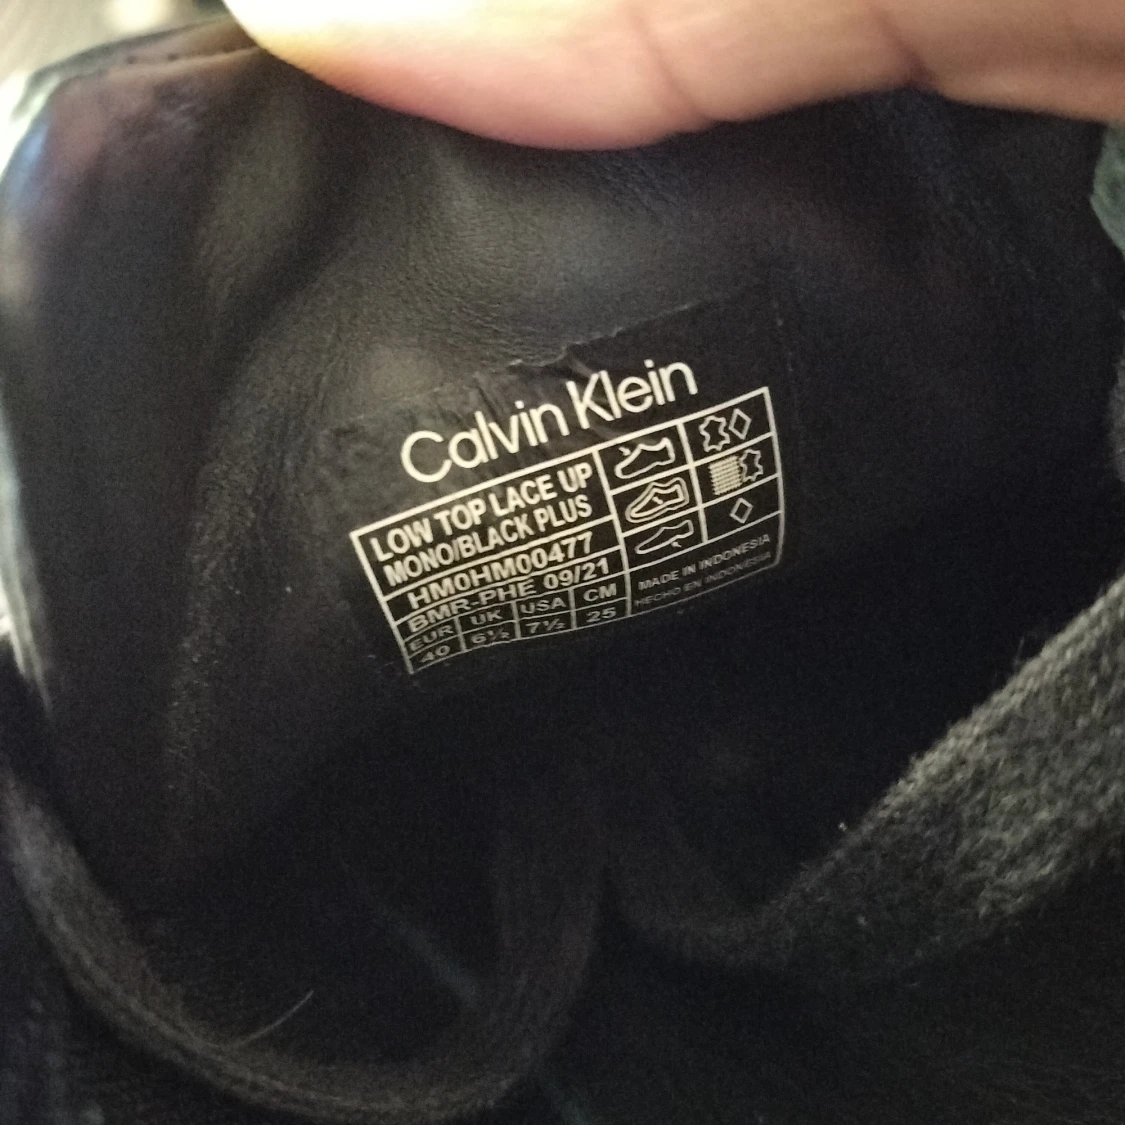 Calvin Klein
LOW TOP LACE UP
MONO/BLACK PLUS
HM0HM00477
BMR-PHE 09/21
EUR UK USA CM
40 6½ 7½ 25
MADE IN INDONESIA
HECHO EN INDONESIA